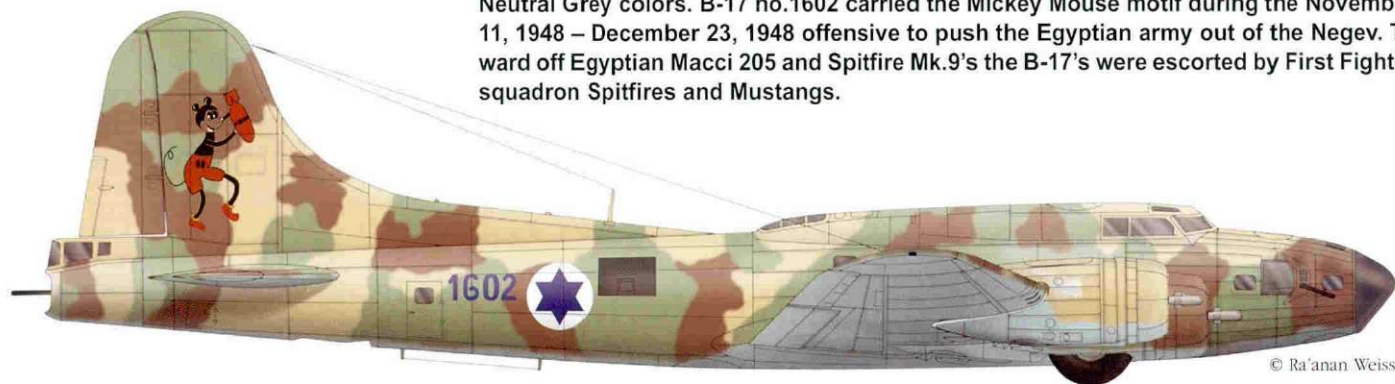 Neutral Grey colors. B-17 no.1602 carried the Mickey Mouse motif during the Novemb
11, 1948 – December 23, 1948 offensive to push the Egyptian army out of the Negev. T
ward off Egyptian Macci 205 and Spitfire Mk.9's the B-17's were escorted by First Fight
squadron Spitfires and Mustangs.
1602
© Ra'anan Weiss